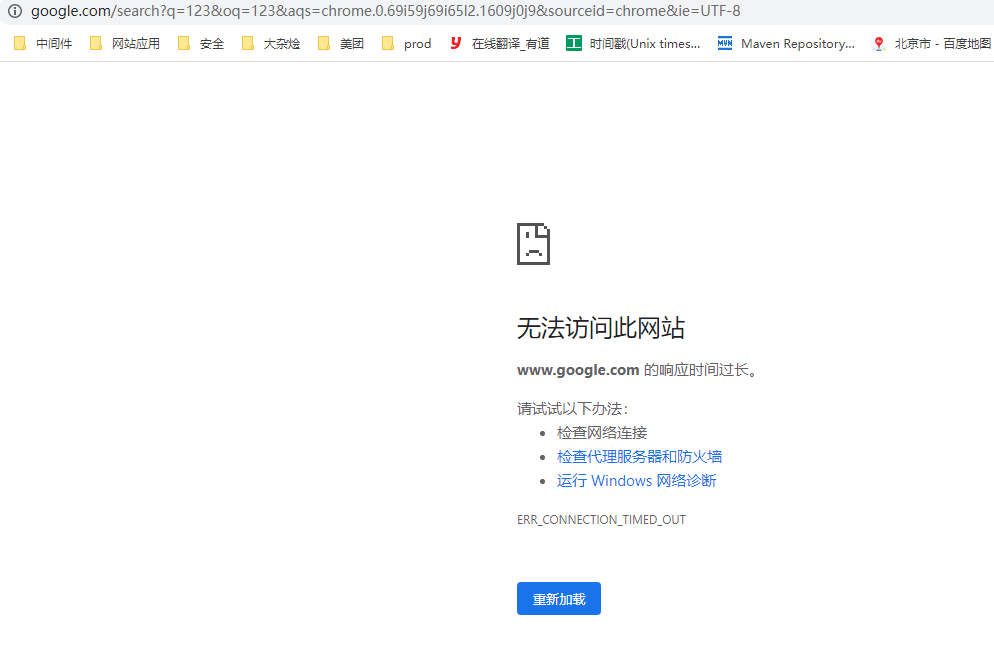 google.com/search?q=123&oq=123&aqs=chrome.0.69i59j69i65l2.1609j0j9&sourceid=chrome&ie=UTF-8
中间件 网站应用 安全 大杂烩 美团 prod y 在线翻译_有道 工 时间戳(Unix times... MVN Maven Repository... 北京市 - 百度地图
无法访问此网站
www.google.com 的响应时间过长。
请试试以下办法：
检查网络连接
检查代理服务器和防火墙
运行 Windows 网络诊断
ERR_CONNECTION_TIMED_OUT
重新加载